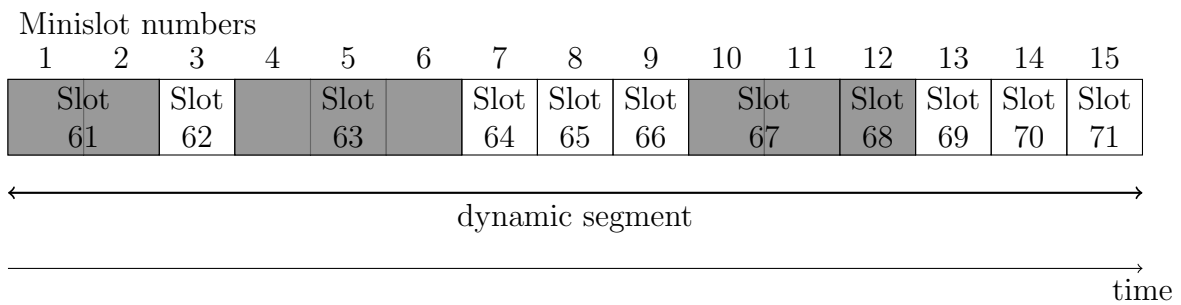 Minislot numbers
1 2 3 4 5 6 7 8 9 10 11 12 13 14 15
Slot Slot Slot Slot Slot Slot Slot Slot Slot Slot Slot
61 62 63 64 65 66 67 68 69 70 71
dynamic segment
time